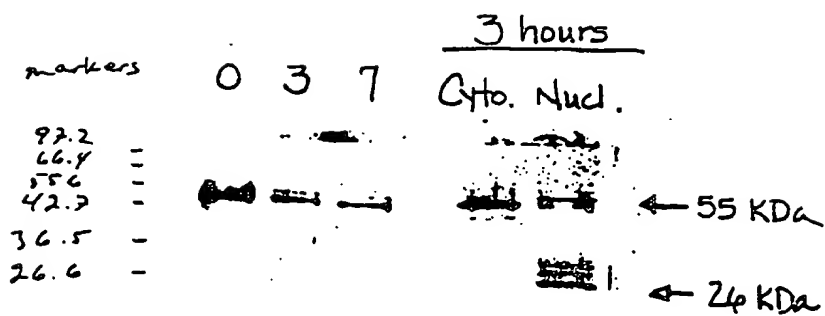 3 hours
markers 0 3 7 Cyto. Nucl.
97.2
66.4
55.6
42.7
36.5
26.6
← 55 KDa
← 26 KDa